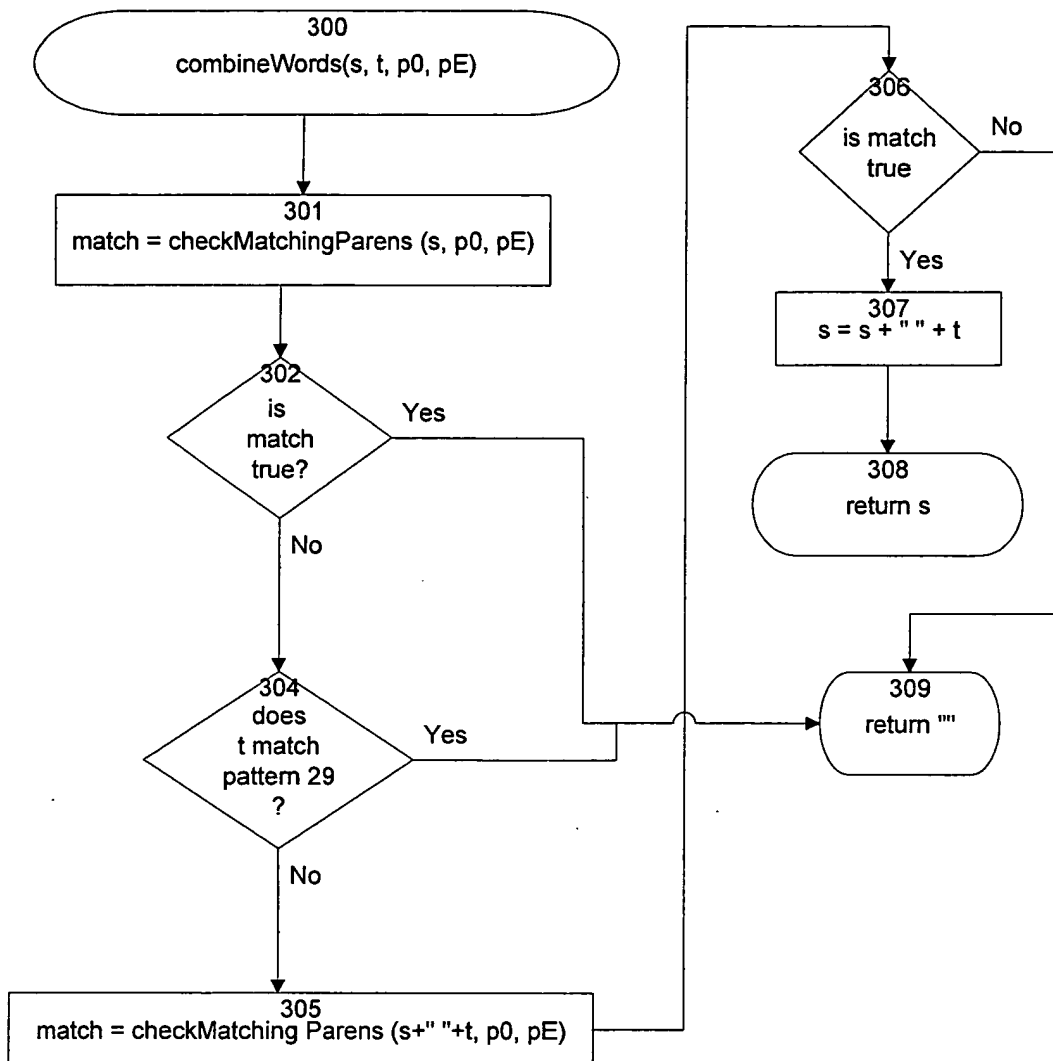 300
combineWords(s, t, p0, pE)
301
match = checkMatchingParens (s, p0, pE)
302
is
match
true?
Yes
No
304
does
t match
pattern 29
?
Yes
No
305
match = checkMatching Parens (s+" "+t, p0, pE)
306
is match
true
No
Yes
307
s = s + " " + t
308
return s
309
return ""